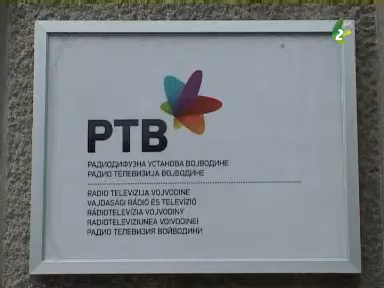 2
РТВ
РАДИОДИФУЗНА УСТАНОВА ВОЈВОДИНЕ
РАДИО ТЕЛЕВИЗИЈА ВОЈВОДИНЕ
RADIO TELEVIZIJA VOJVODINE
VAJDASÁGI RÁDIÓ ÉS TELEVÍZIÓ
RÁDIOTELEVÍZIA VOJVODINY
RADIOTELEVIZIUNEA VOIVODINEI
РАДИО ТЕЛЕВИЗИЯ ВОЙВОДИНИ